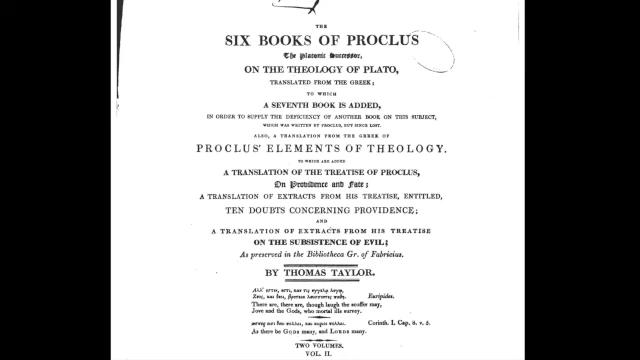 THE
SIX BOOKS OF PROCLUS
The Platonic Successor,
ON THE THEOLOGY OF PLATO,
TRANSLATED FROM THE GREEK;
TO WHICH
A SEVENTH BOOK IS ADDED,
IN ORDER TO SUPPLY THE DEFICIENCY OF ANOTHER BOOK ON THIS SUBJECT,
WHICH WAS WRITTEN BY PROCLUS, BUT SINCE LOST.
ALSO, A TRANSLATION FROM THE GREEK OF
PROCLUS' ELEMENTS OF THEOLOGY.
TO WHICH ARE ADDED
A TRANSLATION OF THE TREATISE OF PROCLUS,
On Providence and Fate;
A TRANSLATION OF EXTRACTS FROM HIS TREATISE, ENTITLED,
TEN DOUBTS CONCERNING PROVIDENCE;
AND
A TRANSLATION OF EXTRACTS FROM HIS TREATISE
ON THE SUBSISTENCE OF EVIL;
As preserved in the Bibliotheca Gr. of Fabricius.
BY THOMAS TAYLOR.
Euripides.
There are, there are, though laugh the scoffer may,
Jove and the Gods, who mortal ills survey.
Corinth. I. Cap. 8. v. 5.
As there be GODS many, and LORDS many.
TWO VOLUMES.
VOL. II.